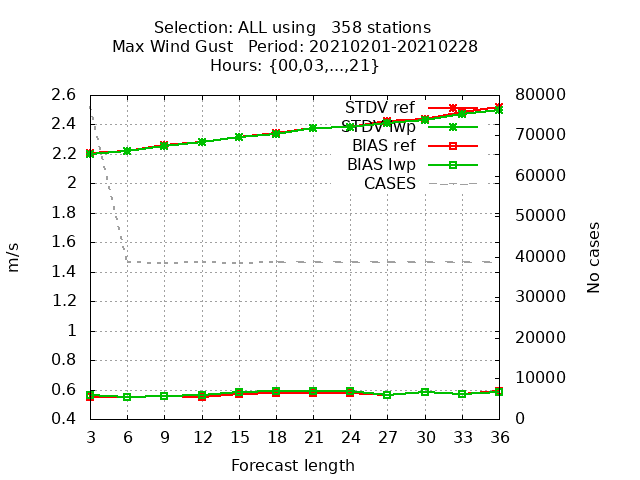 Selection: ALL using 358 stations
Max Wind Gust Period: 20210201-20210228
Hours: {00,03,...,21}
2.6
2.4
2.2
2
1.8
1.6
1.4
1.2
1
0.8
0.6
0.4
m/s
STDV ref
STDV lwp
BIAS ref
BIAS lwp
CASES
80000
70000
60000
50000
40000
30000
20000
10000
0
No cases
3 6 9 12 15 18 21 24 27 30 33 36
Forecast length